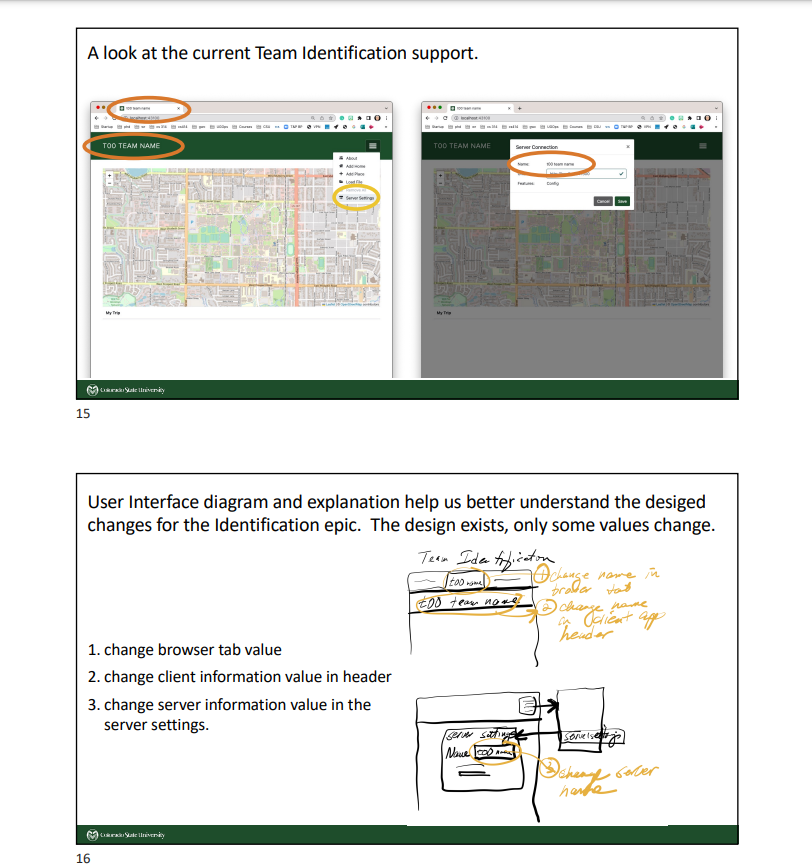 A look at the current Team Identification support.
t00 team name
localhost:43100
T00 TEAM NAME
About
Add Home
Add Place
Load File
Server Settings
My Trip
t00 team name
localhost:43100
T00 TEAM NAME
Server Connection
Name: t00 team name
Features: Config
Cancel Save
My Trip
Colorado State University
15
User Interface diagram and explanation help us better understand the desiged
changes for the Identification epic. The design exists, only some values change.
1. change browser tab value
2. change client information value in header
3. change server information value in the
server settings.
Team Identification
t00 name
1 change name in
browser tab
t00 team name
2 change name
in client app
header
server settings
Name t00 name
3 change server
name
Colorado State University
16